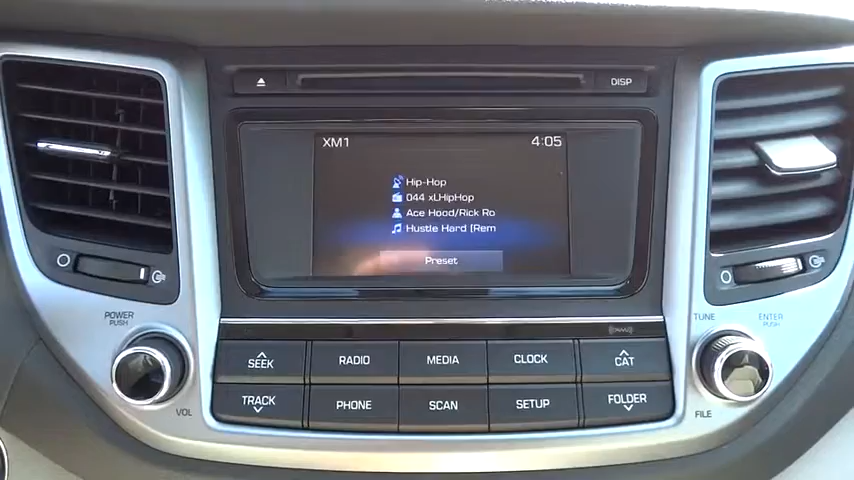 DISP
XM1
4:05
Hip-Hop
044 xLHipHop
Ace Hood/Rick Ro
Hustle Hard [Rem
Preset
POWER
PUSH
VOL
SEEK
RADIO
MEDIA
CLOCK
CAT
TRACK
PHONE
SCAN
SETUP
FOLDER
TUNE
ENTER
PUSH
FILE